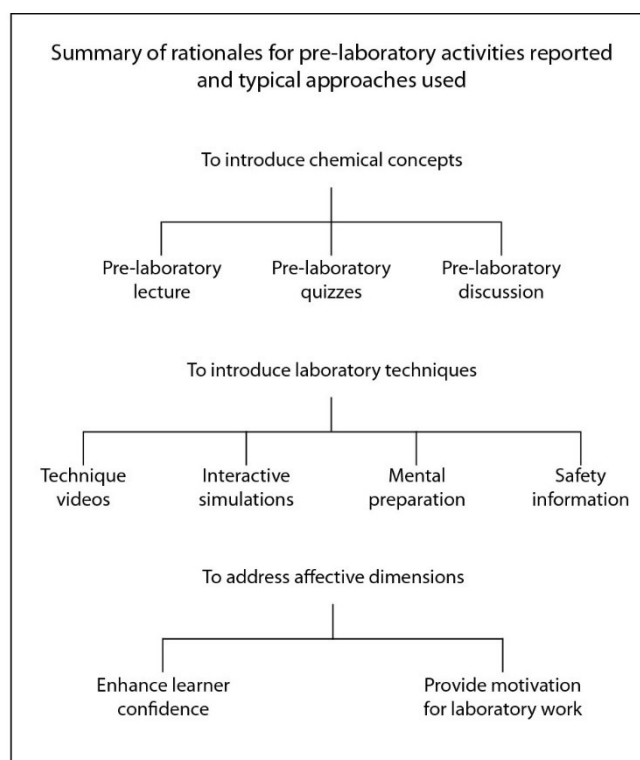 Summary of rationales for pre-laboratory activities reported
and typical approaches used
To introduce chemical concepts
Pre-laboratory
lecture
Pre-laboratory
quizzes
Pre-laboratory
discussion
To introduce laboratory techniques
Technique
videos
Interactive
simulations
Mental
preparation
Safety
information
To address affective dimensions
Enhance learner
confidence
Provide motivation
for laboratory work